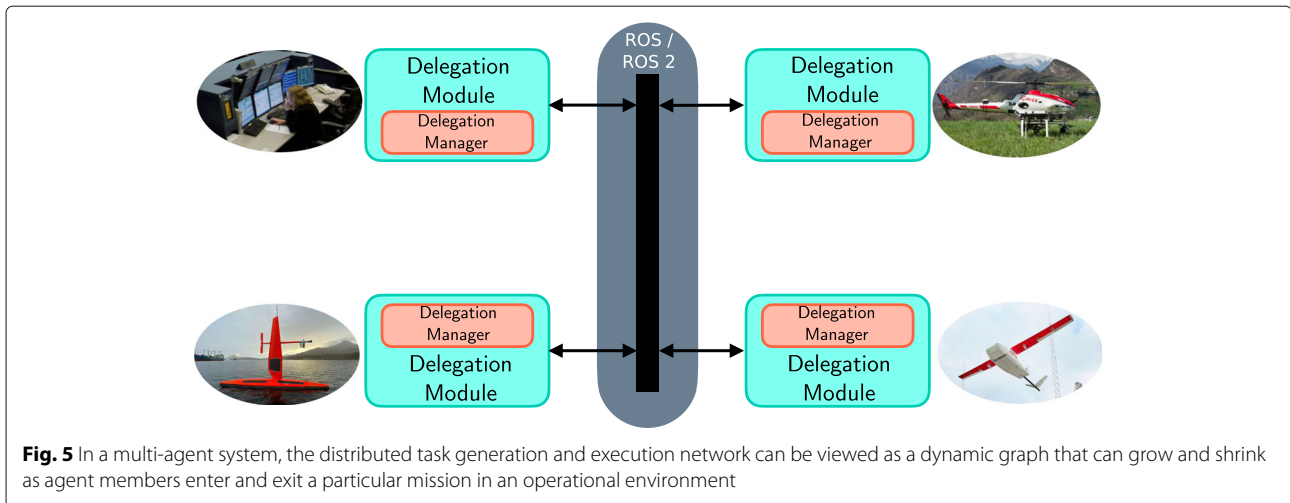 ROS /
ROS 2
Delegation
Module
Delegation
Manager
Delegation
Module
Delegation
Manager
Delegation
Manager
Delegation
Module
Delegation
Manager
Delegation
Module
Fig. 5 In a multi-agent system, the distributed task generation and execution network can be viewed as a dynamic graph that can grow and shrink
as agent members enter and exit a particular mission in an operational environment